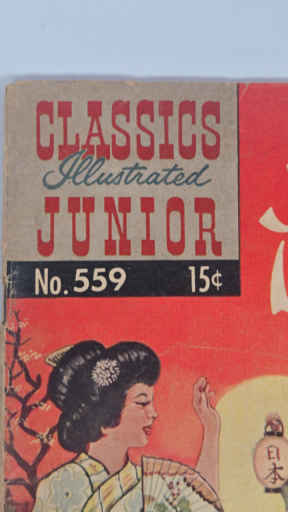 CLASSICS
Illustrated
JUNIOR
No. 559 15¢
日本